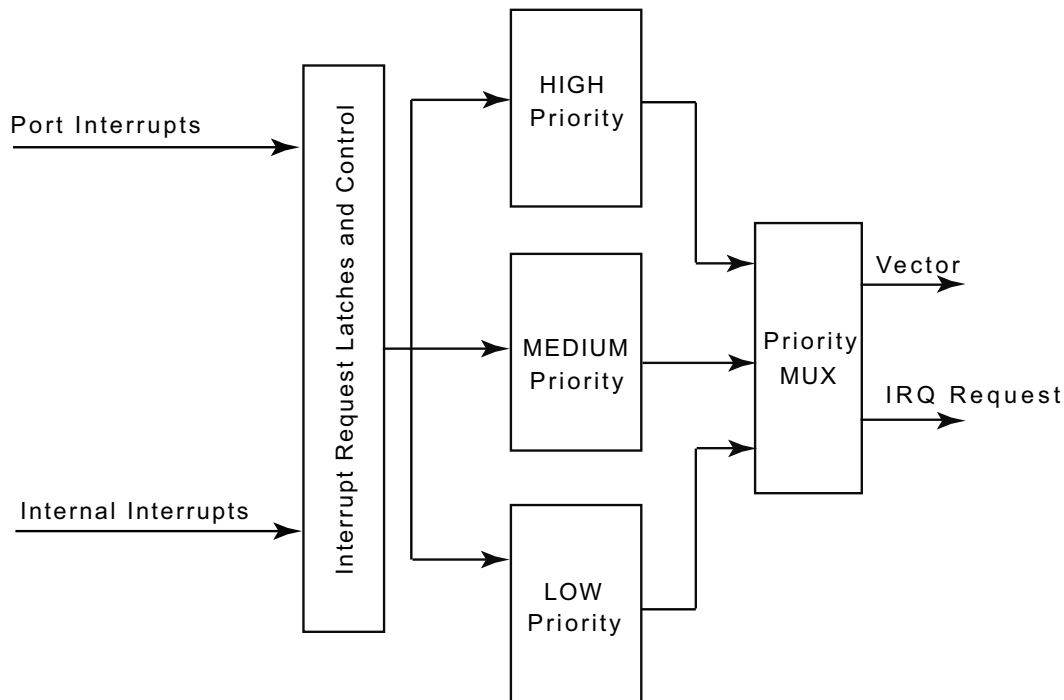 Port Interrupts
Internal Interrupts
Interrupt Request Latches and Control
HIGH
Priority
MEDIUM
Priority
LOW
Priority
Priority
MUX
Vector
IRQ Request